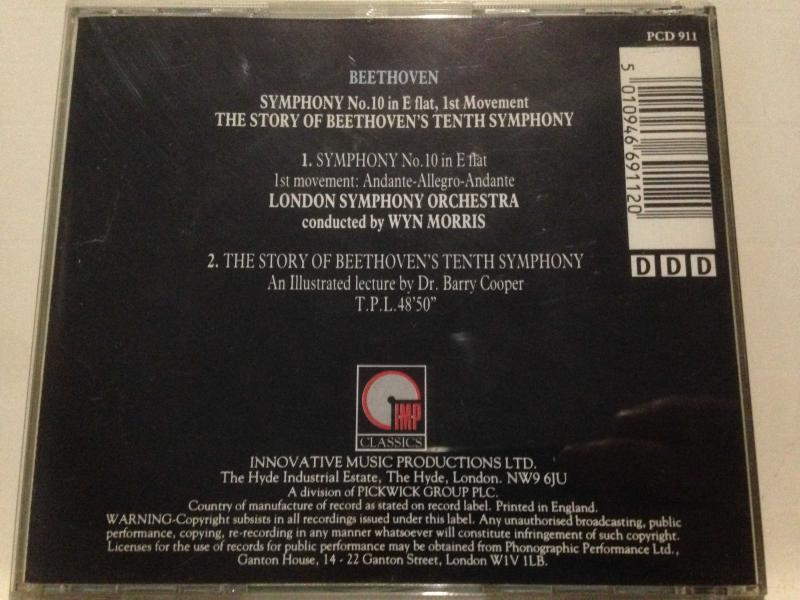 PCD 911
BEETHOVEN
SYMPHONY No.10 in E flat, 1st Movement
THE STORY OF BEETHOVEN'S TENTH SYMPHONY
1. SYMPHONY No.10 in E flat
1st movement: Andante-Allegro-Andante
LONDON SYMPHONY ORCHESTRA
conducted by WYN MORRIS
2. THE STORY OF BEETHOVEN'S TENTH SYMPHONY
An Illustrated lecture by Dr. Barry Cooper
T.P.L.48'50"
5 010946 691120
D D D
IMP
CLASSICS
INNOVATIVE MUSIC PRODUCTIONS LTD.
The Hyde Industrial Estate, The Hyde, London. NW9 6JU
A division of PICKWICK GROUP PLC.
Country of manufacture of record as stated on record label. Printed in England.
WARNING-Copyright subsists in all recordings issued under this label. Any unauthorised broadcasting, public
performance, copying, re-recording in any manner whatsoever will constitute infringement of such copyright.
Licenses for the use of records for public performance may be obtained from Phonographic Performance Ltd.,
Ganton House, 14 - 22 Ganton Street, London W1V 1LB.